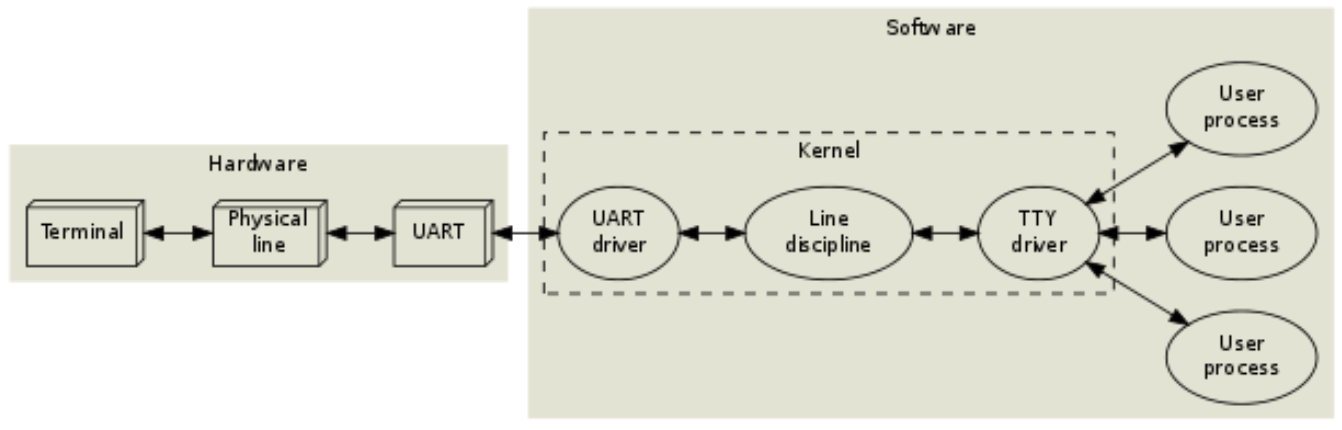 Software
User
process
Kernel
Hardware
Terminal
Physical
line
UART
UART
driver
Line
discipline
TTY
driver
User
process
User
process